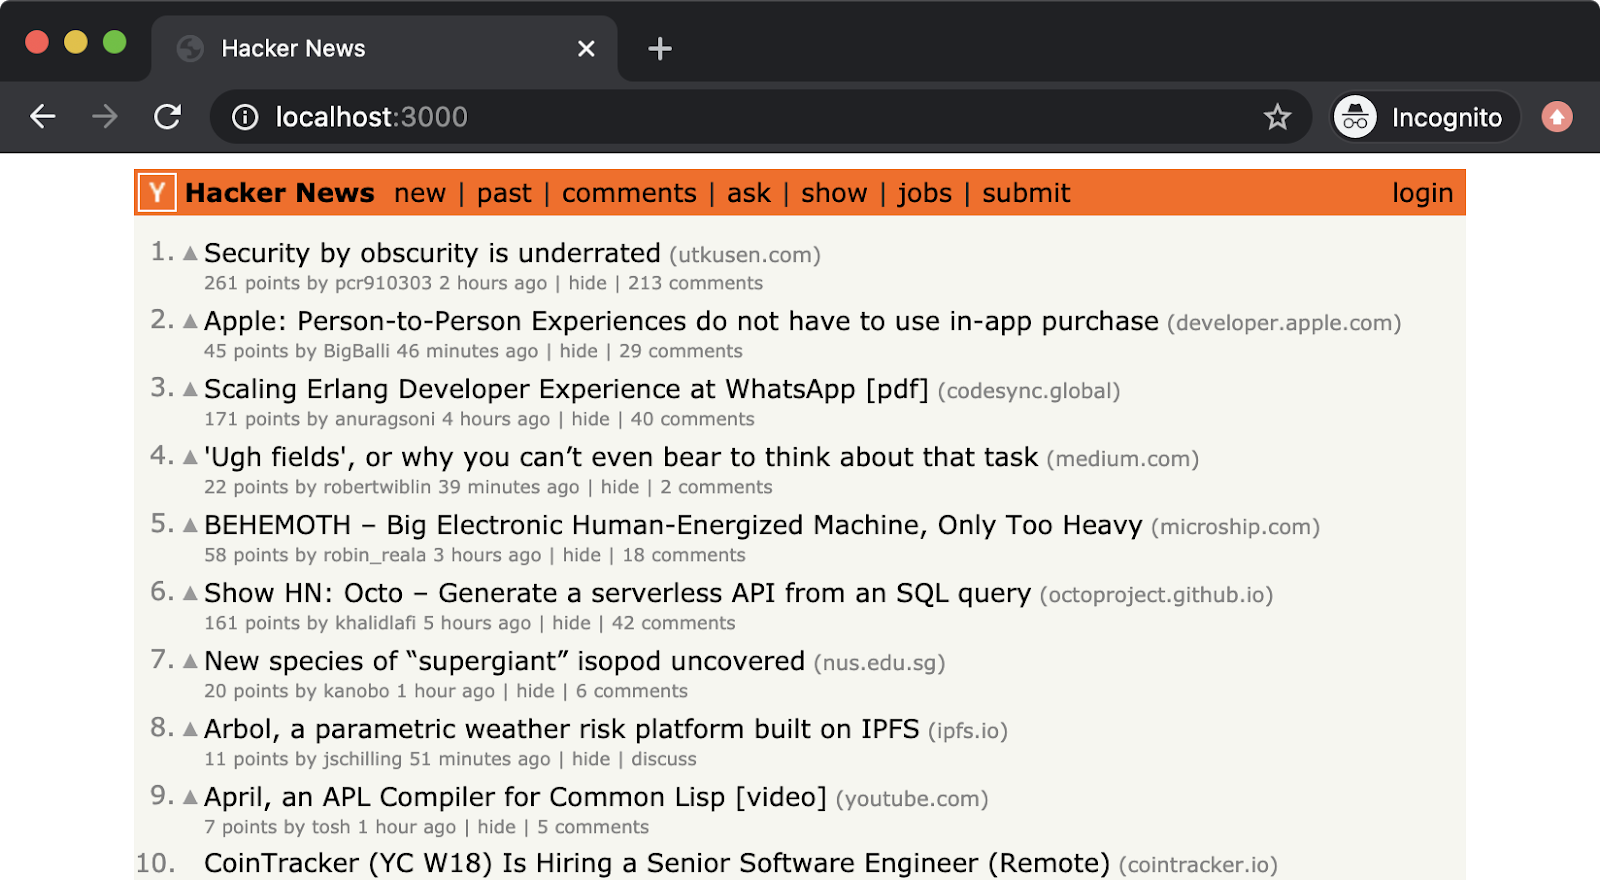 Hacker News
localhost:3000
Incognito
Y Hacker News new | past | comments | ask | show | jobs | submit login
1. ▲ Security by obscurity is underrated (utkusen.com)
261 points by pcr910303 2 hours ago | hide | 213 comments
2. ▲ Apple: Person-to-Person Experiences do not have to use in-app purchase (developer.apple.com)
45 points by BigBalli 46 minutes ago | hide | 29 comments
3. ▲ Scaling Erlang Developer Experience at WhatsApp [pdf] (codesync.global)
171 points by anuragsoni 4 hours ago | hide | 40 comments
4. ▲ 'Ugh fields', or why you can’t even bear to think about that task (medium.com)
22 points by robertwiblin 39 minutes ago | hide | 2 comments
5. ▲ BEHEMOTH – Big Electronic Human-Energized Machine, Only Too Heavy (microship.com)
58 points by robin_reala 3 hours ago | hide | 18 comments
6. ▲ Show HN: Octo – Generate a serverless API from an SQL query (octoproject.github.io)
161 points by khalidlafi 5 hours ago | hide | 42 comments
7. ▲ New species of “supergiant” isopod uncovered (nus.edu.sg)
20 points by kanobo 1 hour ago | hide | 6 comments
8. ▲ Arbol, a parametric weather risk platform built on IPFS (ipfs.io)
11 points by jschilling 51 minutes ago | hide | discuss
9. ▲ April, an APL Compiler for Common Lisp [video] (youtube.com)
7 points by tosh 1 hour ago | hide | 5 comments
10. CoinTracker (YC W18) Is Hiring a Senior Software Engineer (Remote) (cointracker.io)